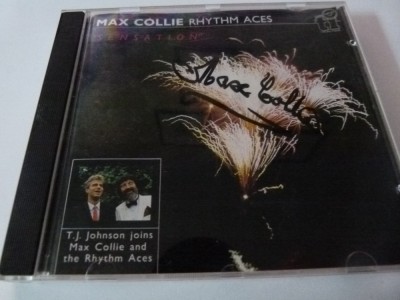 MAX COLLIE RHYTHM ACES
SENSATION
Max Collie
T.J. Johnson joins
Max Collie and
the Rhythm Aces